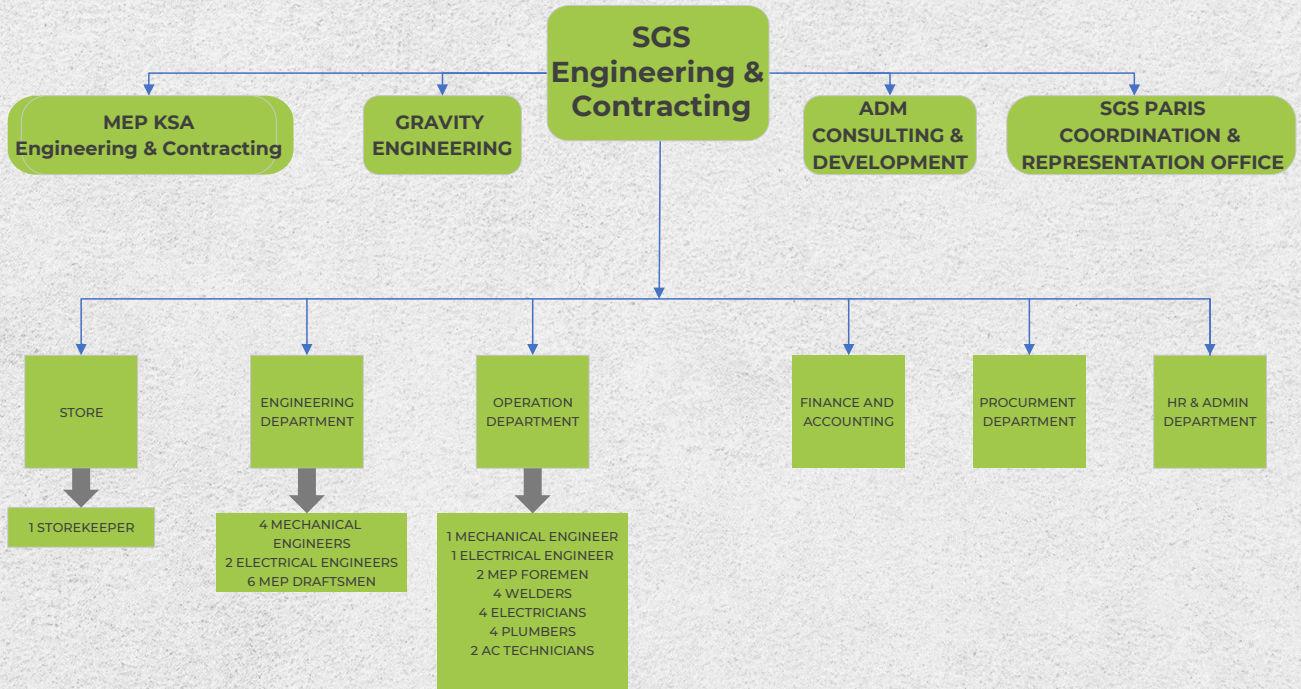 SGS
Engineering &
Contracting
MEP KSA
Engineering & Contracting
GRAVITY
ENGINEERING
ADM
CONSULTING &
DEVELOPMENT
SGS PARIS
COORDINATION &
REPRESENTATION OFFICE
STORE
ENGINEERING
DEPARTMENT
OPERATION
DEPARTMENT
FINANCE AND
ACCOUNTING
PROCURMENT
DEPARTMENT
HR & ADMIN
DEPARTMENT
1 STOREKEEPER
4 MECHANICAL
ENGINEERS
2 ELECTRICAL ENGINEERS
6 MEP DRAFTSMEN
1 MECHANICAL ENGINEER
1 ELECTRICAL ENGINEER
2 MEP FOREMEN
4 WELDERS
4 ELECTRICIANS
4 PLUMBERS
2 AC TECHNICIANS